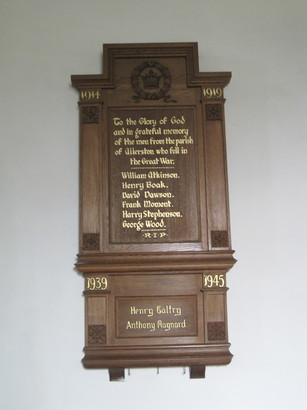 1914 1919
To the Glory of God
and in grateful memory
of the men from the parish
of Allerston who fell in
the Great War.
William Atkinson.
Henry Boak.
David Dawson.
Frank Moment.
Harry Stephenson.
George Wood.
R·I·P
1939 1945
Henry Galtry
Anthony Raynard